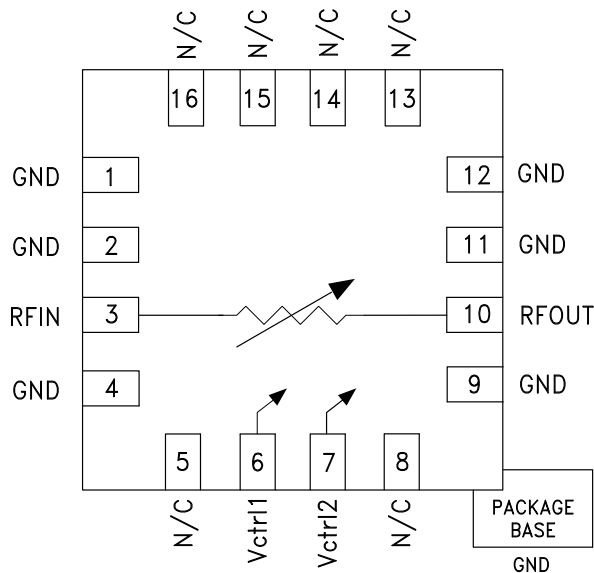 N/C N/C N/C N/C
16 15 14 13
GND 1 12 GND
GND 2 11 GND
RFIN 3 10 RFOUT
GND 4 9 GND
5 6 7 8
N/C Vctrl1 Vctrl2 N/C
PACKAGE
BASE
GND